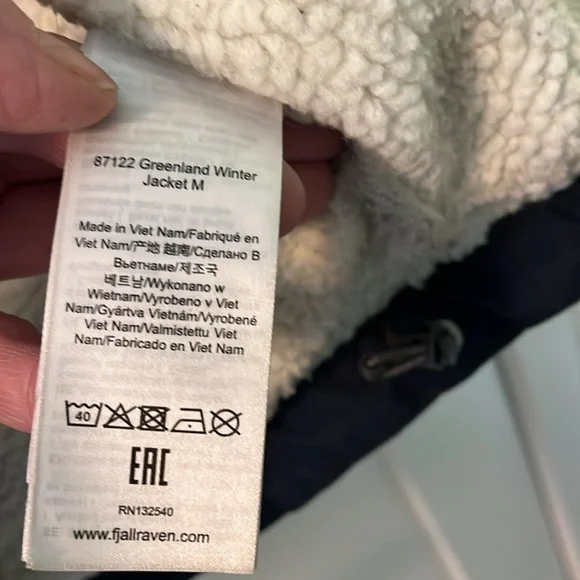 87122 Greenland Winter
Jacket M
Made in Viet Nam/Fabriqué en
Viet Nam/产地 越南/Сделано В
Вьетнаме/제조국
베트남/Wykonano w
Wietnam/Vyrobeno v Viet
Nam/Gyártva Vietnám/Vyrobené
Viet Nam/Valmistettu Viet
Nam/Fabricado en Viet Nam
40
EAC
RN132540
www.fjallraven.com